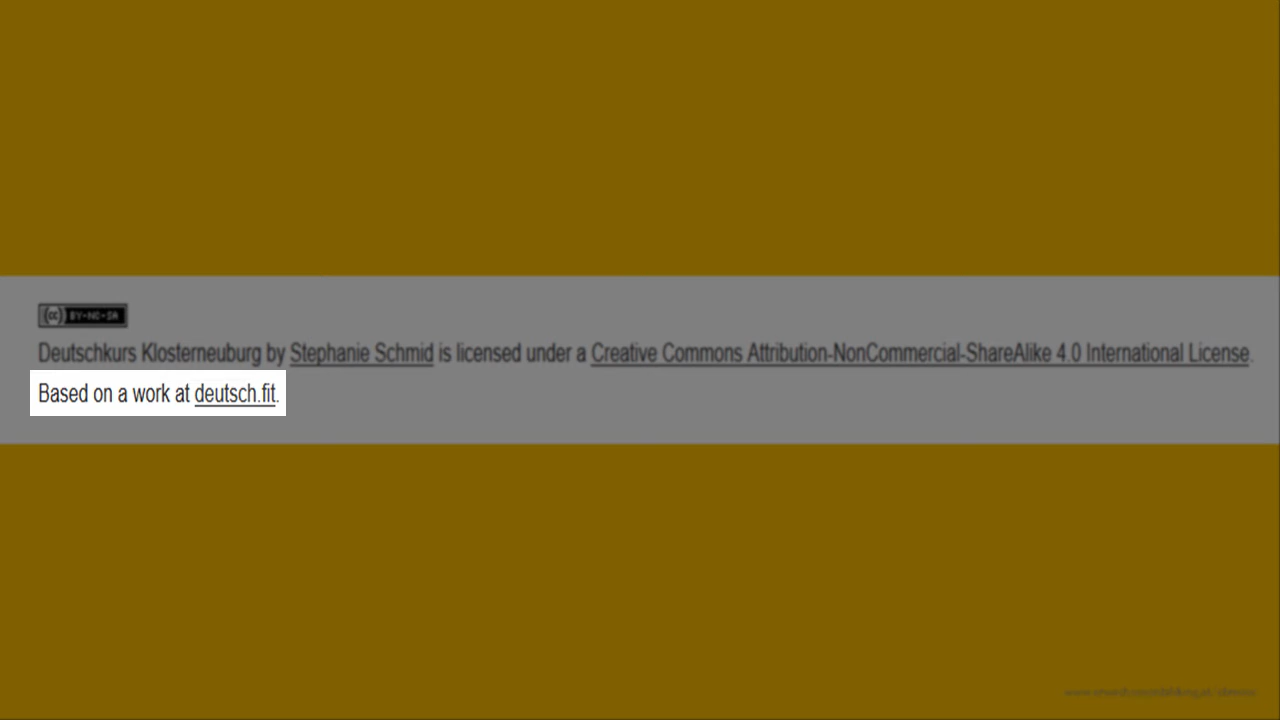 cc BY-NC-SA
Deutschkurs Klosterneuburg by Stephanie Schmid is licensed under a Creative Commons Attribution-NonCommercial-ShareAlike 4.0 International License.
Based on a work at deutsch.fit.